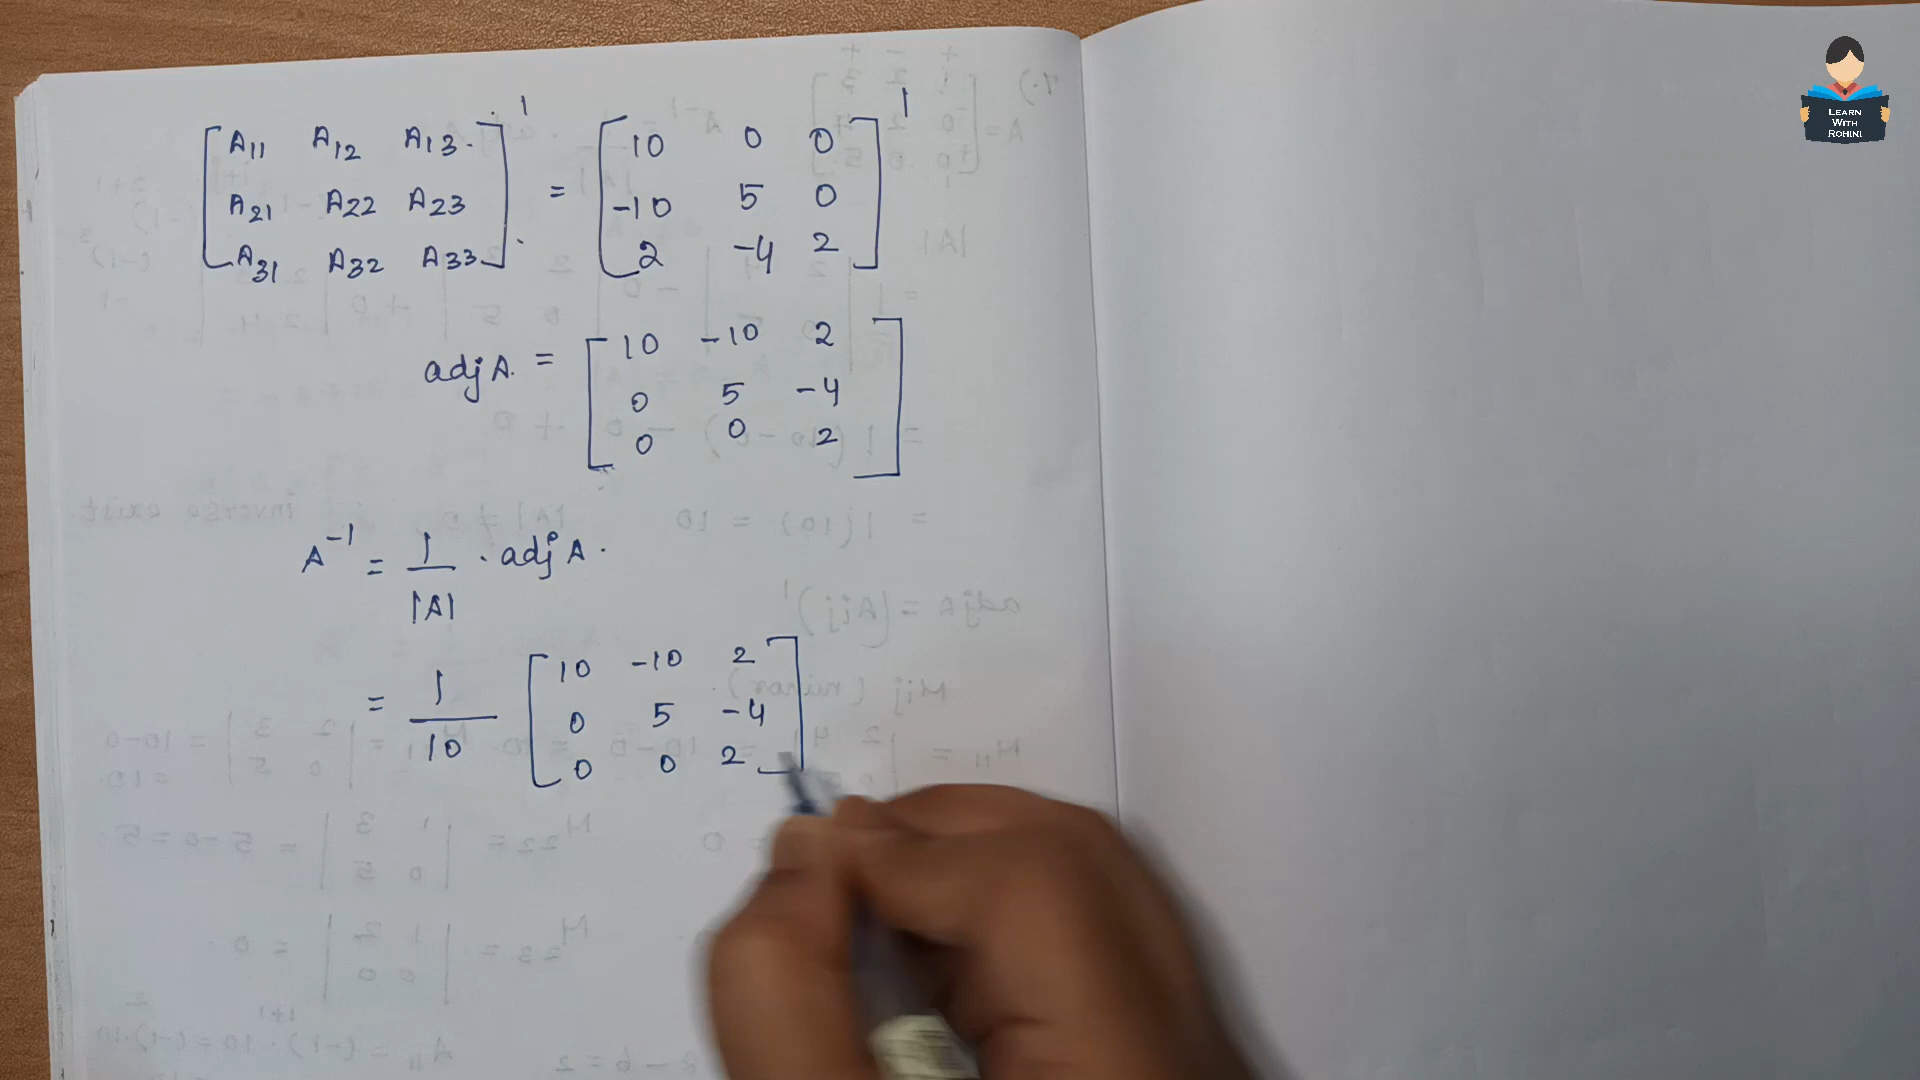 [A11 A12 A13.]' = [10 0 0]'
[A21 A22 A23] [-10 5 0]
[A31 A32 A33] [2 -4 2]
adj A. = [10 -10 2]
[0 5 -4]
[0 0 2]
A^-1 = 1/|A| . adj A.
= 1/10 [10 -10 2]
[0 5 -4]
[0 0 2]
LEARN
WITH
ROHINI